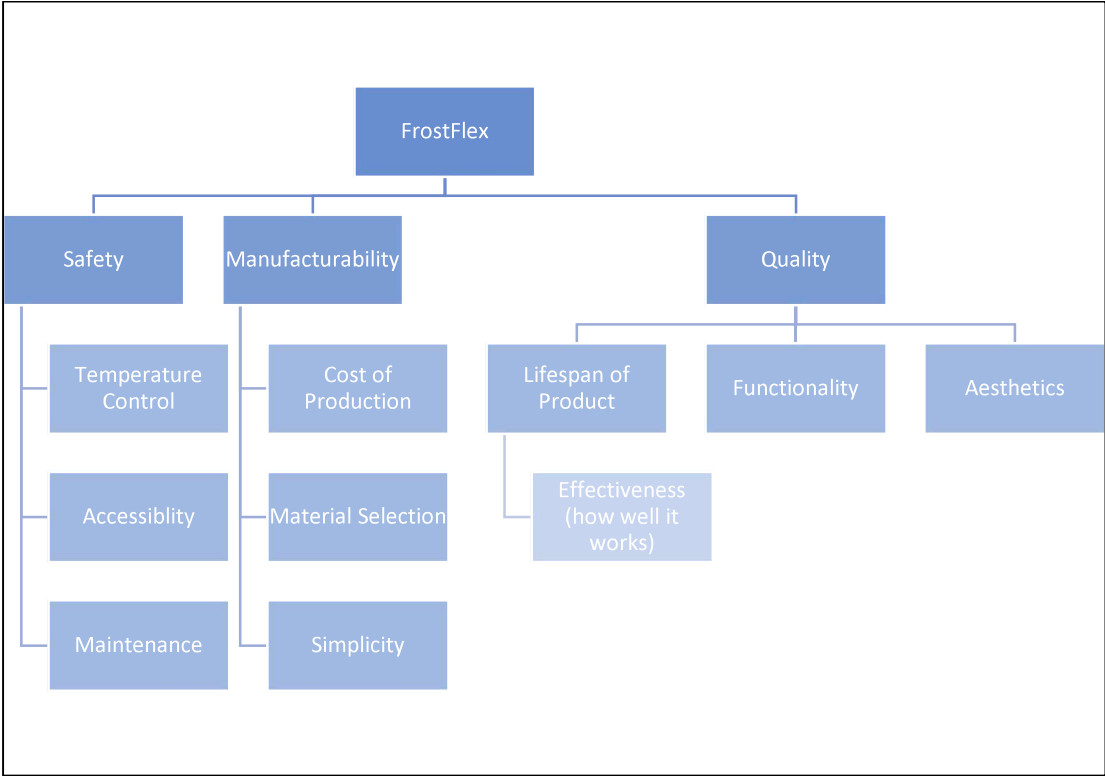 FrostFlex
Safety
Manufacturability
Quality
Temperature
Control
Cost of
Production
Lifespan of
Product
Functionality
Aesthetics
Accessiblity
Material Selection
Effectiveness
(how well it
works)
Maintenance
Simplicity